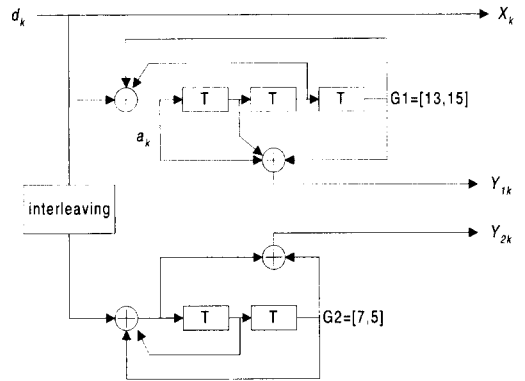 d_k
X_k
T T T G1=[13,15]
a_k
Y_1k
interleaving
Y_2k
T T G2=[7,5]